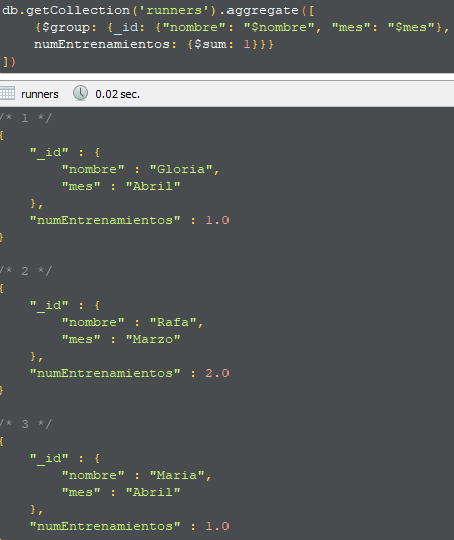 db.getCollection('runners').aggregate([
    {$group: {_id: {"nombre": "$nombre", "mes": "$mes"},
    numEntrenamientos: {$sum: 1}}}
])
runners 0.02 sec.
/* 1 */
{
    "_id" : {
        "nombre" : "Gloria",
        "mes" : "Abril"
    },
    "numEntrenamientos" : 1.0
}
/* 2 */
{
    "_id" : {
        "nombre" : "Rafa",
        "mes" : "Marzo"
    },
    "numEntrenamientos" : 2.0
}
/* 3 */
{
    "_id" : {
        "nombre" : "Maria",
        "mes" : "Abril"
    },
    "numEntrenamientos" : 1.0